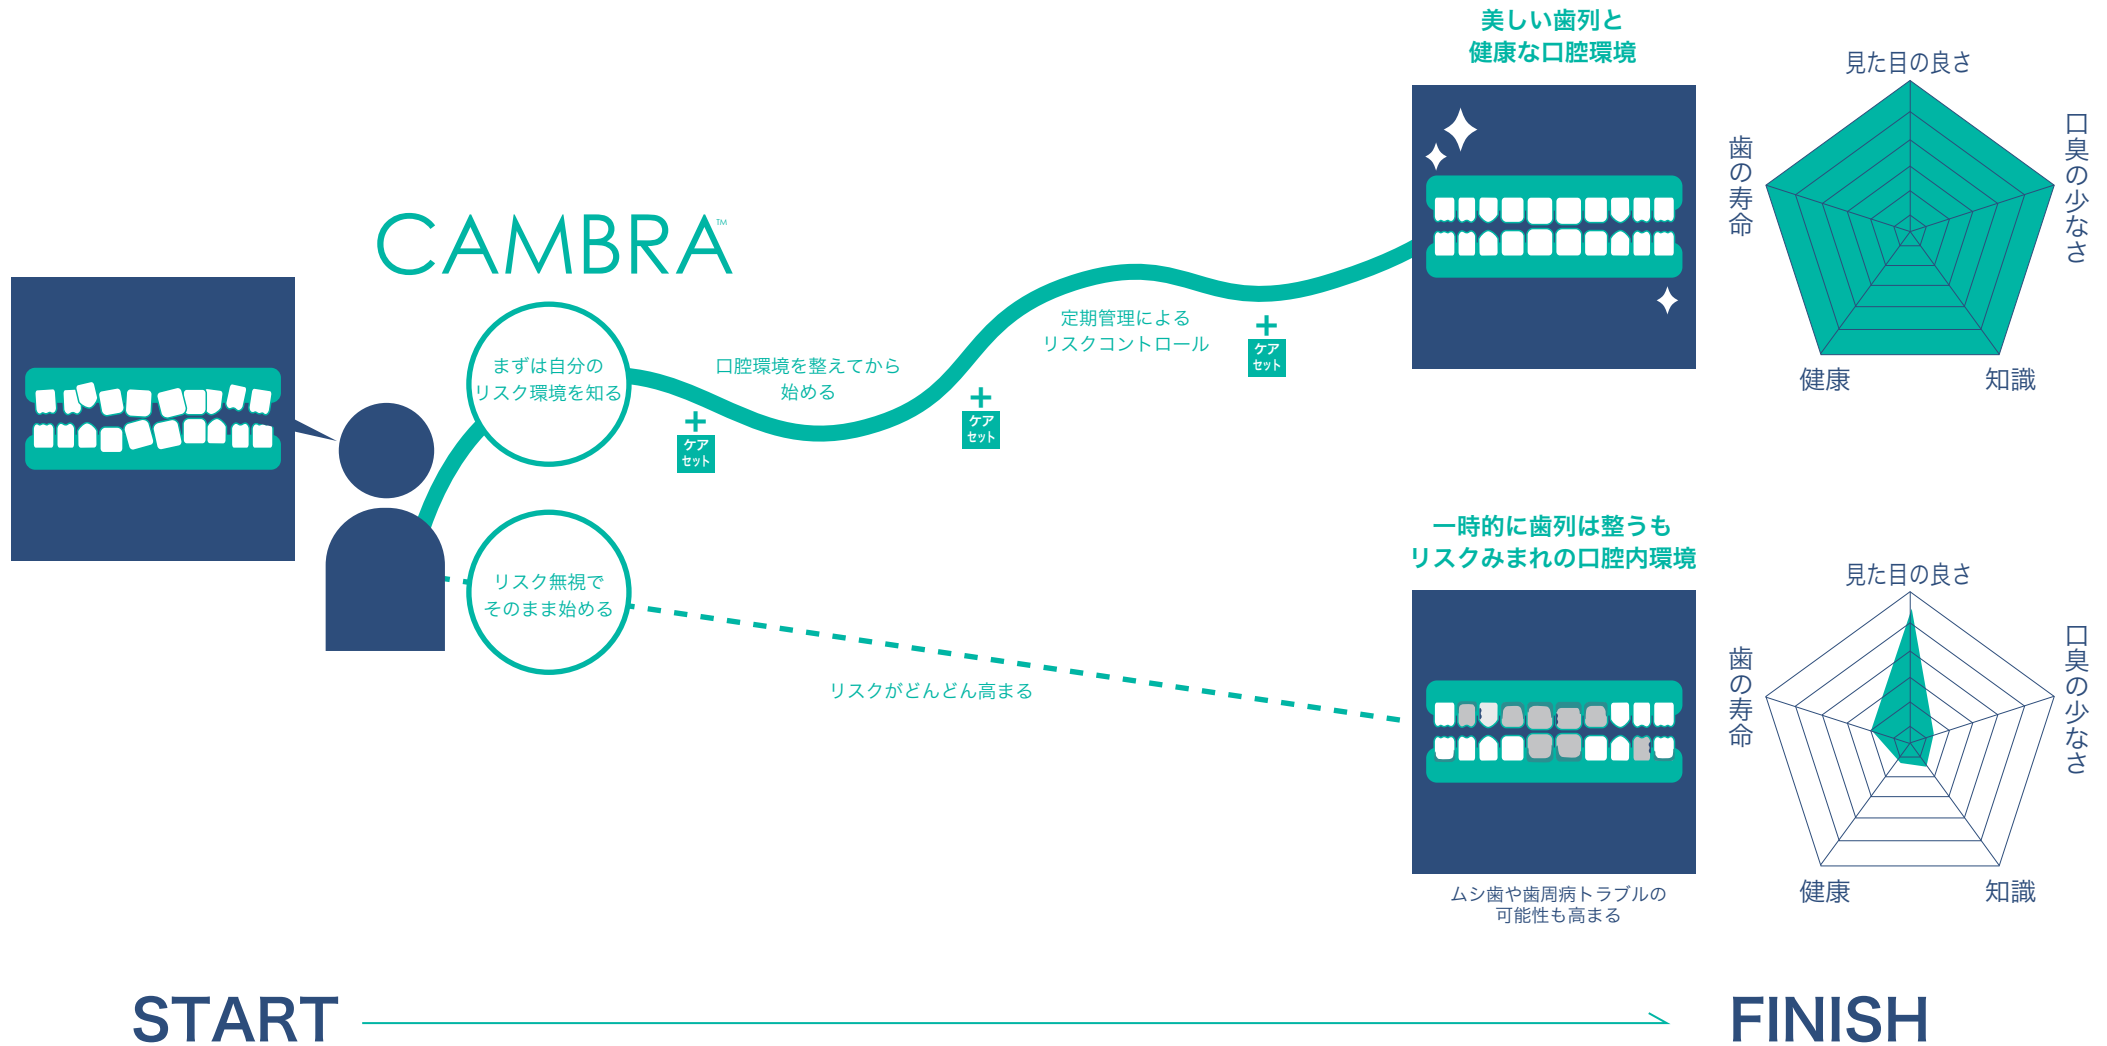 CAMBRA™
まずは自分の
リスク環境を知る
口腔環境を整えてから
始める
定期管理による
リスクコントロール
+
ケア
セット
+
ケア
セット
+
ケア
セット
美しい歯列と
健康な口腔環境
見た目の良さ
口臭の少なさ
知識
健康
歯の寿命
リスク無視で
そのまま始める
リスクがどんどん高まる
一時的に歯列は整うも
リスクみまれの口腔内環境
ムシ歯や歯周病トラブルの
可能性も高まる
見た目の良さ
口臭の少なさ
知識
健康
歯の寿命
START
FINISH